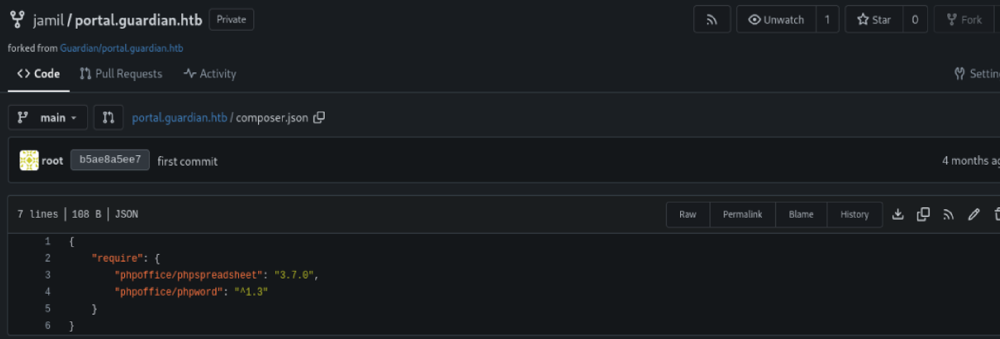 jamil / portal.guardian.htb Private Unwatch 1 Star 0 Fork
forked from Guardian/portal.guardian.htb
Code Pull Requests Activity
main portal.guardian.htb / composer.json
root b5ae8a5ee7 first commit 4 months
7 lines | 108 B | JSON Raw Permalink Blame History
1 {
2     "require": {
3         "phpoffice/phpspreadsheet": "3.7.0",
4         "phpoffice/phpword": "^1.3"
5     }
6 }